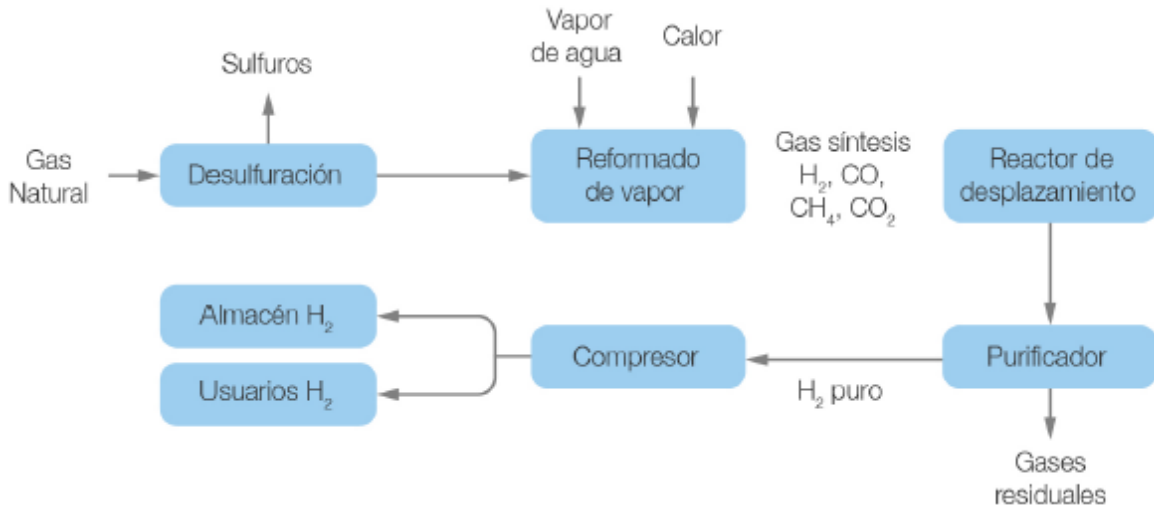 Vapor
de agua
Calor
Sulfuros
Gas
Natural
Desulfuración
Reformado
de vapor
Gas síntesis
H₂, CO,
CH₄, CO₂
Reactor de
desplazamiento
Almacén H₂
Usuarios H₂
Compresor
H₂ puro
Purificador
Gases
residuales